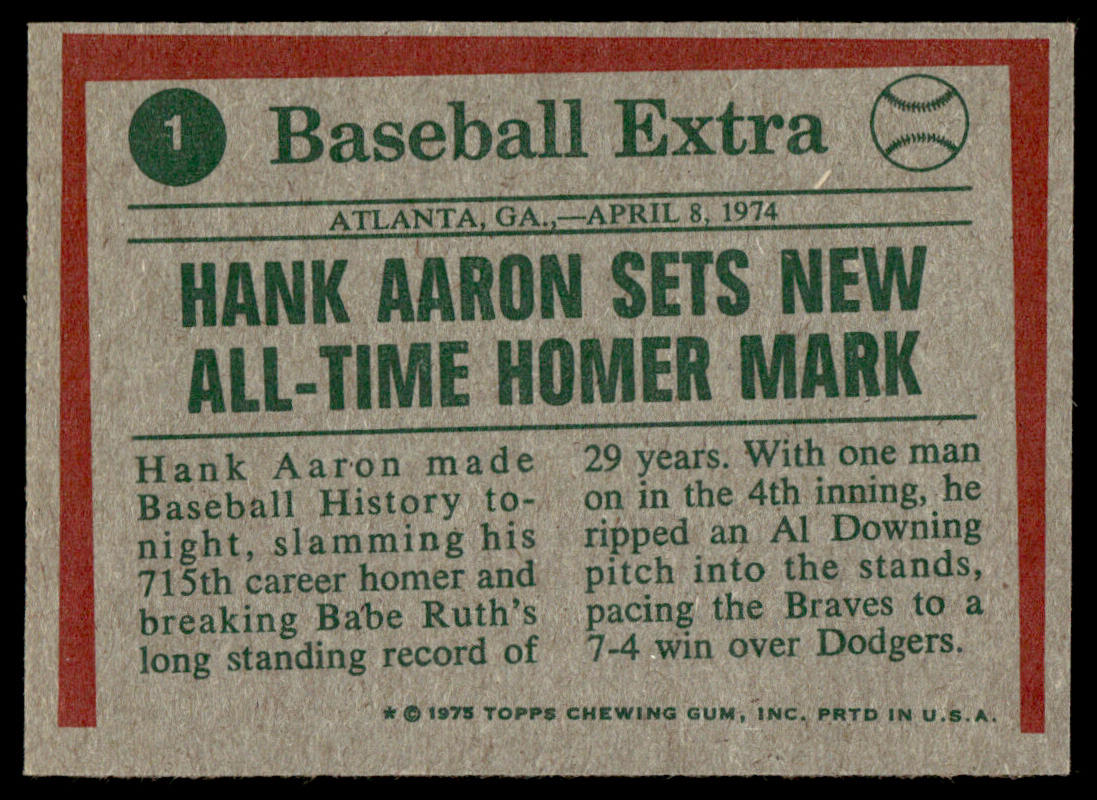 1
Baseball Extra
ATLANTA, GA.,—APRIL 8, 1974
HANK AARON SETS NEW
ALL-TIME HOMER MARK
Hank Aaron made
Baseball History to-
night, slamming his
715th career homer and
breaking Babe Ruth's
long standing record of
29 years. With one man
on in the 4th inning, he
ripped an Al Downing
pitch into the stands,
pacing the Braves to a
7-4 win over Dodgers.
* © 1975 TOPPS CHEWING GUM, INC. PRTD IN U.S.A.